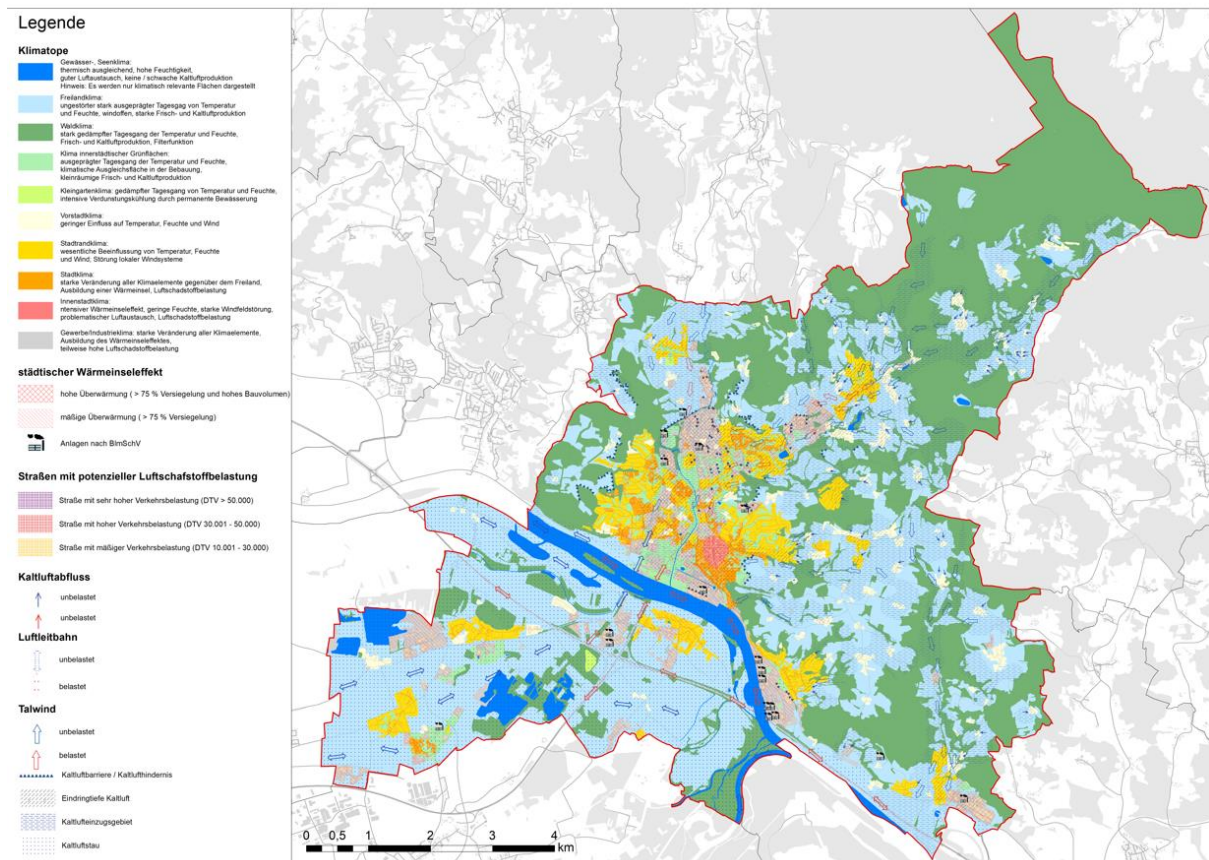 Legende
Klimatope
Gewässer-, Seenklima:
thermisch ausgleichend, hohe Feuchtigkeit,
guter Luftaustausch, keine / schwache Kaltluftproduktion
Hinweis: Es werden nur klimatisch relevante Flächen dargestellt
Freilandklima:
ungestörter stark ausgeprägter Tagesgag von Temperatur
und Feuchte, windoffen, starke Frisch- und Kaltluftproduktion
Waldklima:
stark gedämpfter Tagesgang der Temperatur und Feuchte,
Frisch- und Kaltluftproduktion, Filterfunktion
Klima innerstädtischer Grünflächen:
ausgeprägter Tagesgang der Temperatur und Feuchte,
klimatische Ausgleichsfläche in der Bebauung,
kleinräumige Frisch- und Kaltluftproduktion
Kleingartenklima: gedämpfter Tagesgang von Temperatur und Feuchte,
intensive Verdunstungskühlung durch permanente Bewässerung
Vorstadtklima:
geringer Einfluss auf Temperatur, Feuchte und Wind
Stadtrandklima:
wesentliche Beeinflussung von Temperatur, Feuchte
und Wind, Störung lokaler Windsysteme
Stadtklima:
starke Veränderung aller Klimaelemente gegenüber dem Freiland,
Ausbildung einer Wärmeinsel, Luftschadstoffbelastung
Innenstadtklima:
ntensiver Wärmeinseleffekt, geringe Feuchte, starke Windfeldstörung,
problematischer Luftaustausch, Luftschadstoffbelastung
Gewerbe/Industrieklima: starke Veränderung aller Klimaelemente,
Ausbildung des Wärmeinseleffektes,
teilweise hohe Luftschadstoffbelastung
städtischer Wärmeinseleffekt
hohe Überwärmung ( > 75 % Versiegelung und hohes Bauvolumen)
mäßige Überwärmung ( > 75 % Versiegelung)
Anlagen nach BImSchV
Straßen mit potenzieller Luftschafstoffbelastung
Straße mit sehr hoher Verkehrsbelastung (DTV > 50.000)
Straße mit hoher Verkehrsbelastung (DTV 30.001 - 50.000)
Straße mit mäßiger Verkehrsbelastung (DTV 10.001 - 30.000)
Kaltluftabfluss
unbelastet
unbelastet
Luftleitbahn
unbelastet
belastet
Talwind
unbelastet
belastet
Kaltluftbarriere / Kaltlufthindernis
Eindringtiefe Kaltluft
Kaltlufteinzugsgebiet
Kaltluftstau
0 0,5 1 2 3 4
km